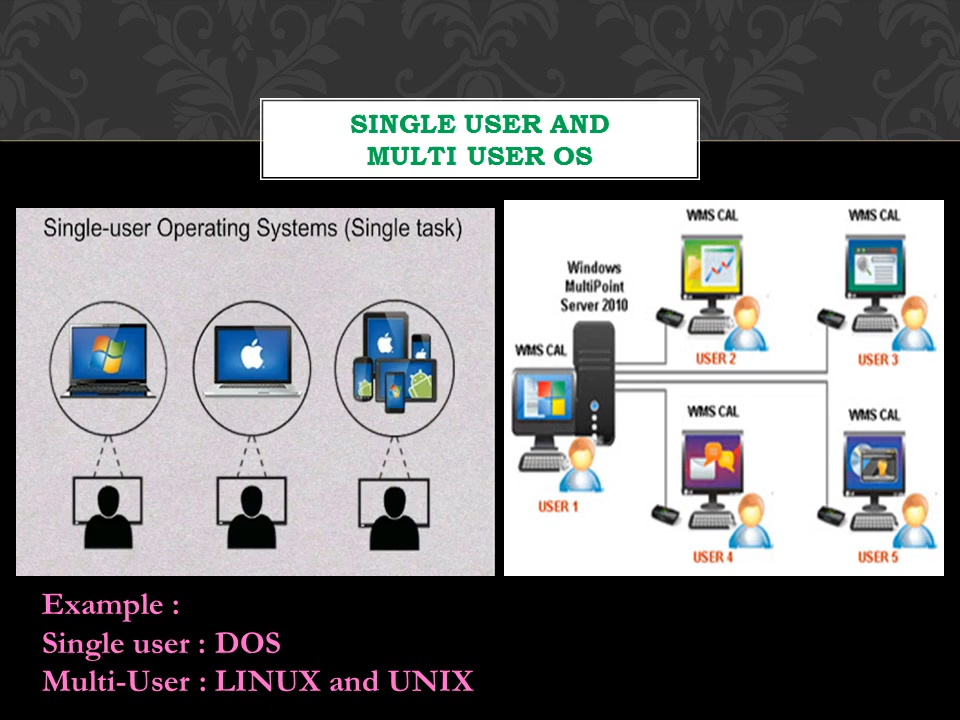 SINGLE USER AND
MULTI USER OS
Single-user Operating Systems (Single task)
WMS CAL
WMS CAL
Windows
MultiPoint
Server 2010
WMS CAL
USER 2
USER 3
WMS CAL
WMS CAL
USER 1
USER 4
USER 5
Example :
Single user : DOS
Multi-User : LINUX and UNIX